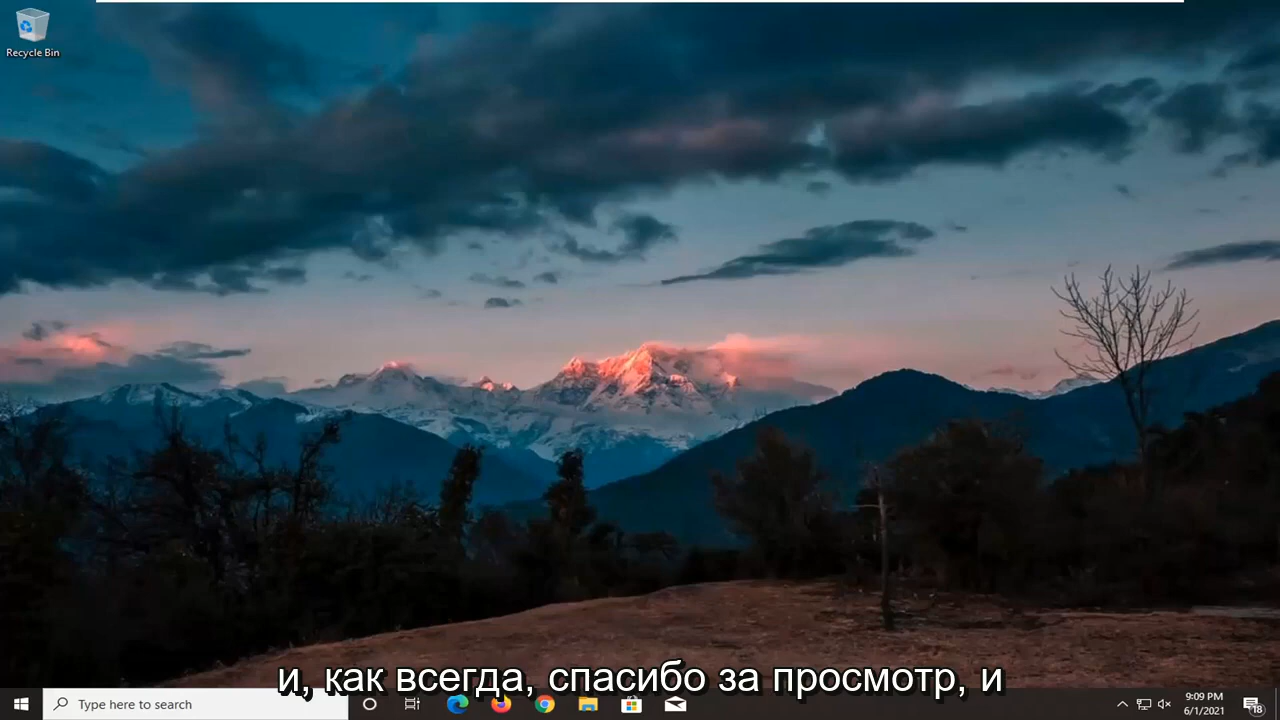 Recycle Bin
и, как всегда, спасибо за просмотр, и
Type here to search
9:09 PM
6/1/2021
18